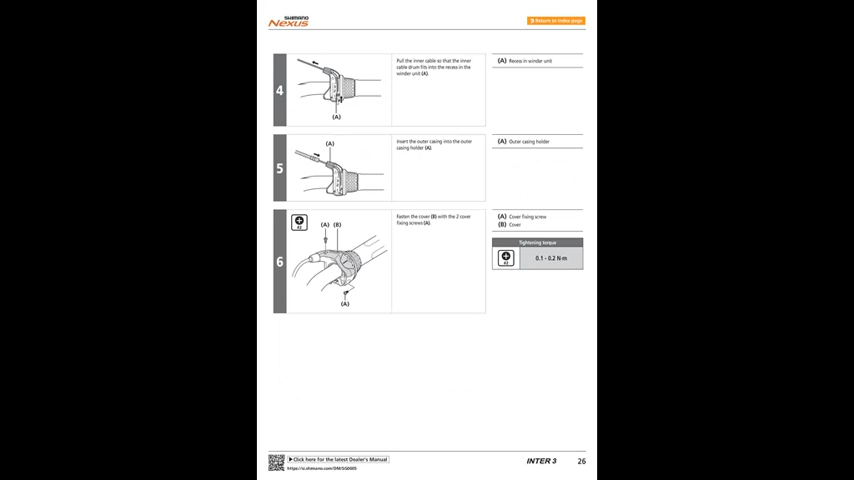 SHIMANO
Nexus
Return to Index page
4
(A)
Pull the inner cable so that the inner
cable drum fits into the recess in the
winder unit (A).
(A) Recess in winder unit
5
(A)
Insert the outer casing into the outer
casing holder (A).
(A) Outer casing holder
6
#2
(A) (B)
(A)
Fasten the cover (B) with the 2 cover
fixing screws (A).
(A) Cover fixing screw
(B) Cover
Tightening torque
#2
0.1 - 0.2 N·m
Click here for the latest Dealer's Manual
https://si.shimano.com/DM/SG0005
INTER 3
26